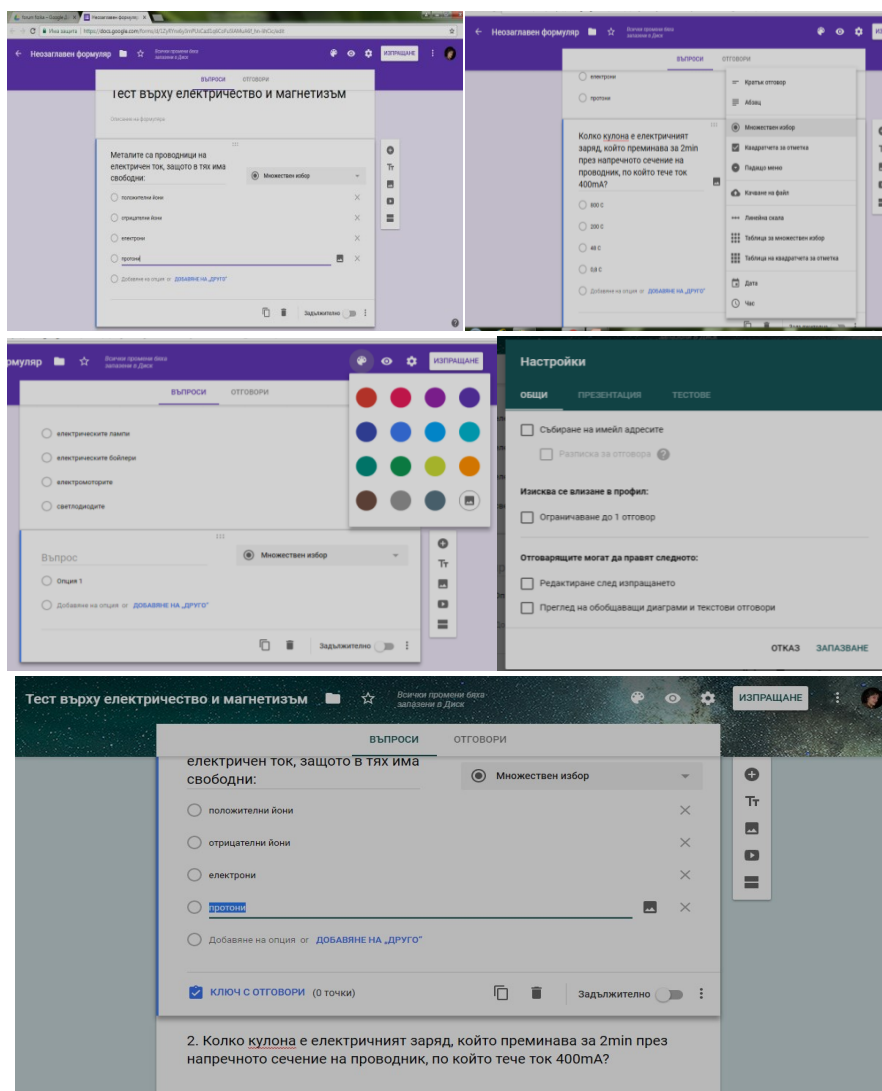 Неозаглавен формуляр
Всички промени бяха
запазени в Диск
ИЗПРАЩАНЕ
ВЪПРОСИ ОТГОВОРИ
Тест върху електричество и магнетизъм
Описание на формуляра
Металите са проводници на
електричен ток, защото в тях има
свободни:
Множествен избор
положителни йони
отрицателни йони
електрони
протони
Добавяне на опция or ДОБАВЯНЕ НА „ДРУГО"
Задължително
Неозаглавен формуляр
Всички промени бяха
запазени в Диск
ВЪПРОСИ ОТГОВОРИ
електрони
протони
Колко кулона е електричният
заряд, който преминава за 2min
през напречното сечение на
проводник, по който тече ток
400mA?
800 C
200 C
48 C
0,8 C
Добавяне на опция or ДОБАВЯНЕ НА „ДРУГО"
Кратък отговор
Абзац
Множествен избор
Квадратчета за отметка
Падащо меню
Качване на файл
Линейна скала
Таблица за множествен избор
Таблица на квадратчета за отметка
Дата
Час
Задължително
рмуляр
Всички промени бяха
запазени в Диск
ИЗПРАЩАНЕ
ВЪПРОСИ ОТГОВОРИ
електрическите лампи
електрическите бойлери
електромоторите
светлодиодите
Въпрос
Множествен избор
Опция 1
Добавяне на опция or ДОБАВЯНЕ НА „ДРУГО"
Задължително
Настройки
ОБЩИ ПРЕЗЕНТАЦИЯ ТЕСТОВЕ
Събиране на имейл адресите
Разписка за отговора
Изисква се влизане в профил:
Ограничаване до 1 отговор
Отговарящите могат да правят следното:
Редактиране след изпращането
Преглед на обобщаващи диаграми и текстови отговори
ОТКАЗ ЗАПАЗВАНЕ
Тест върху електричество и магнетизъм
Всички промени бяха
запазени в Диск
ИЗПРАЩАНЕ
ВЪПРОСИ ОТГОВОРИ
електричен ток, защото в тях има
свободни:
Множествен избор
положителни йони
отрицателни йони
електрони
протони
Добавяне на опция or ДОБАВЯНЕ НА „ДРУГО"
КЛЮЧ С ОТГОВОРИ (0 точки)
Задължително
2. Колко кулона е електричният заряд, който преминава за 2min през
напречното сечение на проводник, по който тече ток 400mA?